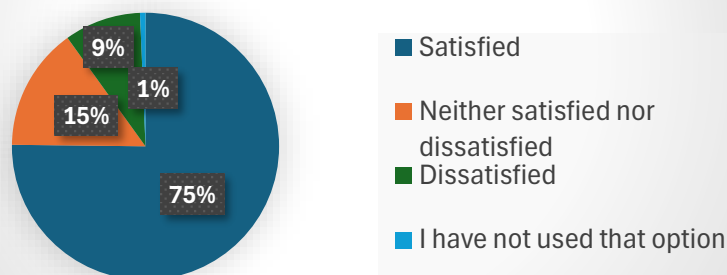 9%
1%
15%
75%
Satisfied
Neither satisfied nor
dissatisfied
Dissatisfied
I have not used that option